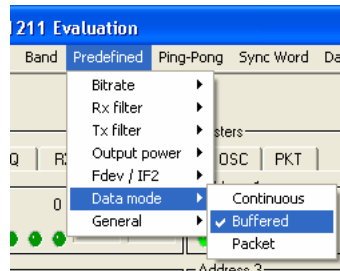 1211 Evaluation
Band Predefined Ping-Pong Sync Word Da
Bitrate
Rx filter
Tx filter
Output power
Fdev / IF2
Data mode
General
Continuous
Buffered
Packet
sters
Q R OSC PKT
0
Address 3